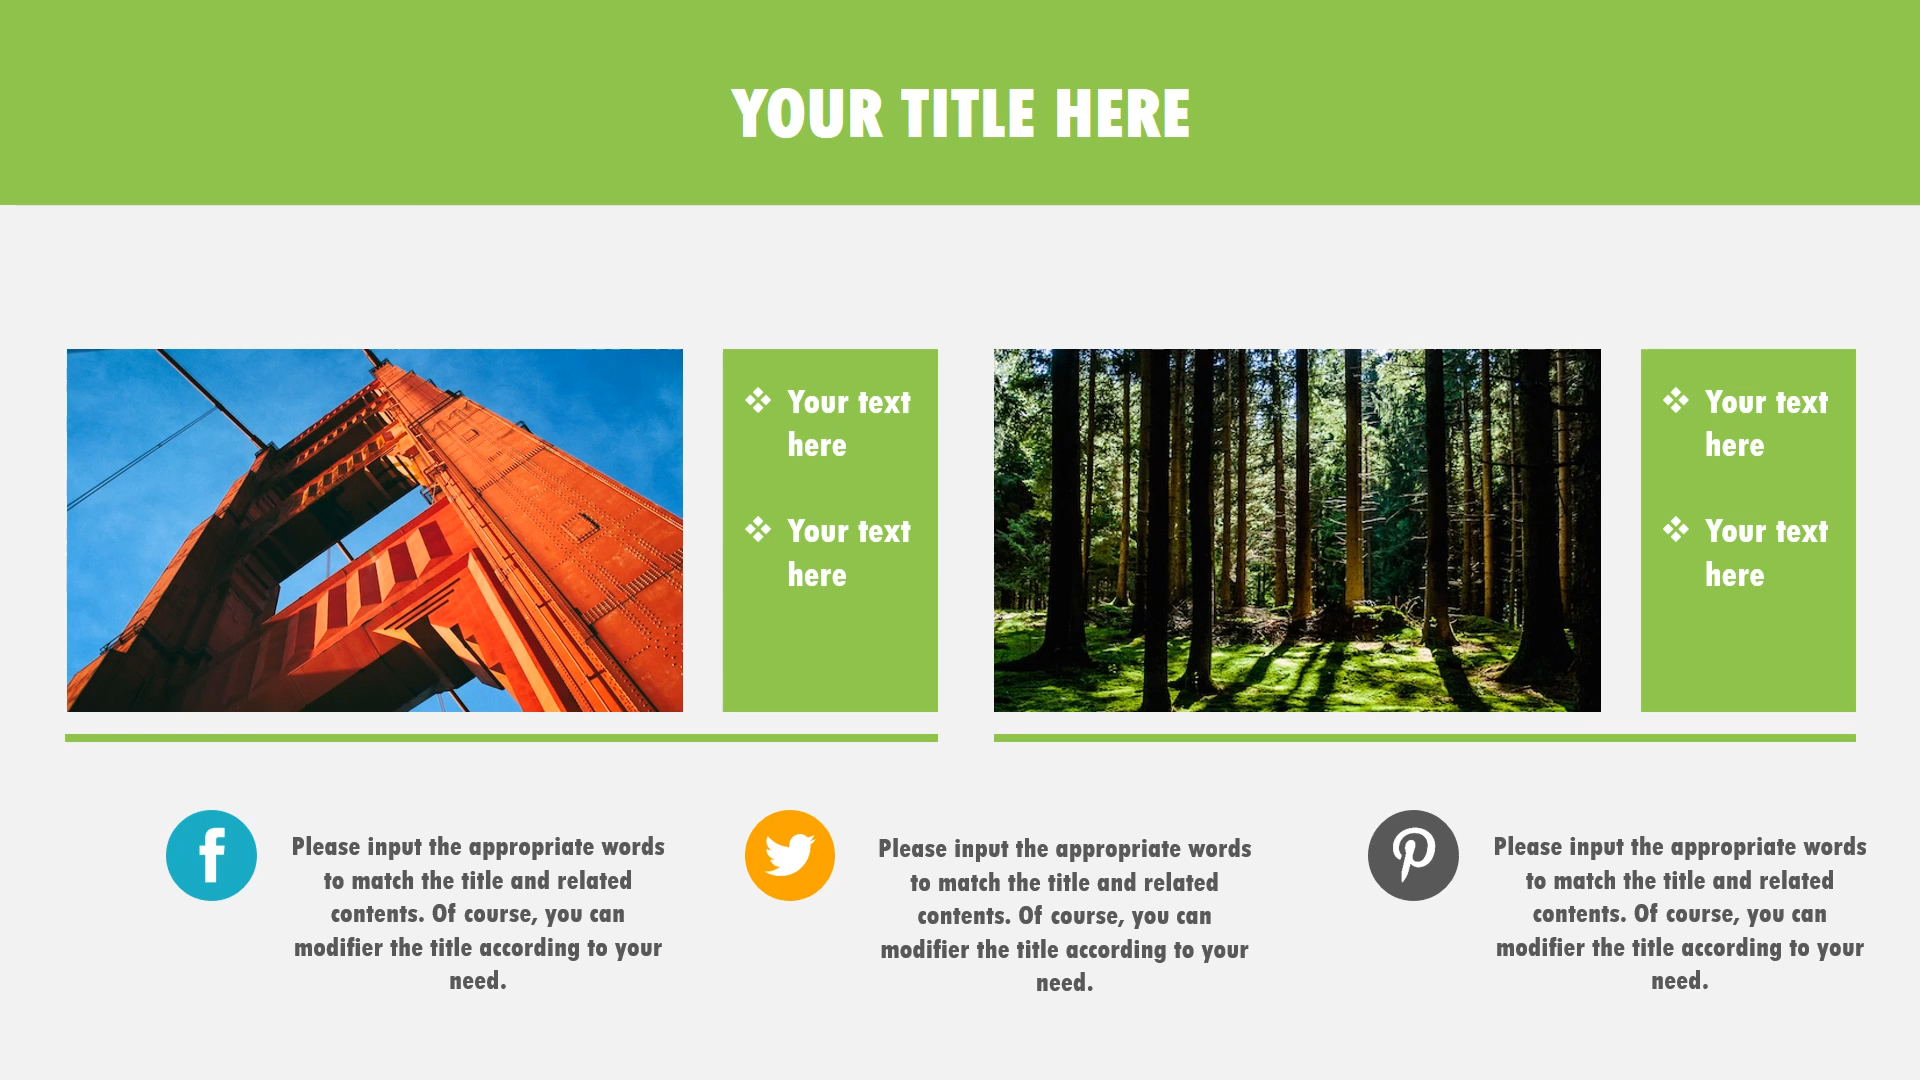 YOUR TITLE HERE
❖ Your text
here
❖ Your text
here
❖ Your text
here
❖ Your text
here
Please input the appropriate words
to match the title and related
contents. Of course, you can
modifier the title according to your
need.
Please input the appropriate words
to match the title and related
contents. Of course, you can
modifier the title according to your
need.
Please input the appropriate words
to match the title and related
contents. Of course, you can
modifier the title according to your
need.